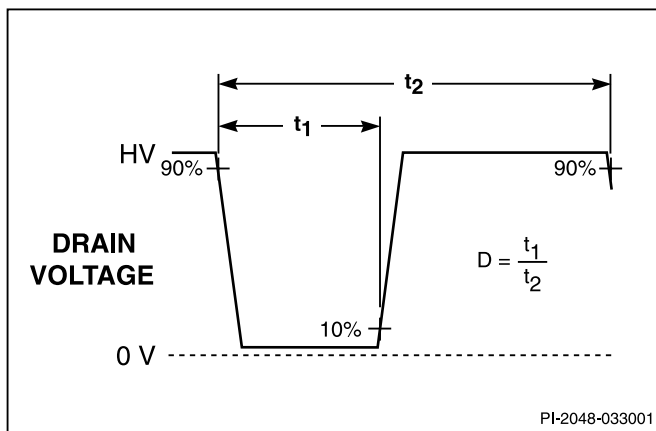 t2
t1
HV
90%
90%
DRAIN
VOLTAGE
D = t1
t2
10%
0 V
PI-2048-033001